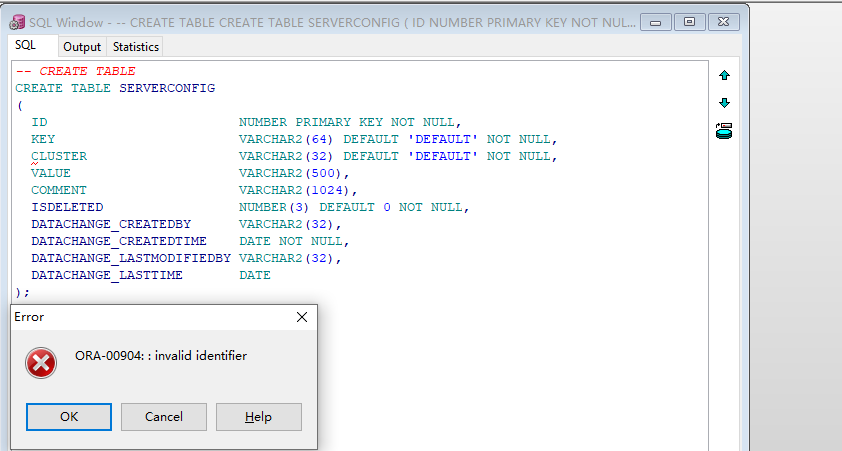 SQL Window - -- CREATE TABLE CREATE TABLE SERVERCONFIG ( ID NUMBER PRIMARY KEY NOT NUL...
SQL Output Statistics
-- CREATE TABLE
CREATE TABLE SERVERCONFIG
(
ID NUMBER PRIMARY KEY NOT NULL,
KEY VARCHAR2(64) DEFAULT 'DEFAULT' NOT NULL,
CLUSTER VARCHAR2(32) DEFAULT 'DEFAULT' NOT NULL,
VALUE VARCHAR2(500),
COMMENT VARCHAR2(1024),
ISDELETED NUMBER(3) DEFAULT 0 NOT NULL,
DATACHANGE_CREATEDBY VARCHAR2(32),
DATACHANGE_CREATEDTIME DATE NOT NULL,
DATACHANGE_LASTMODIFIEDBY VARCHAR2(32),
DATACHANGE_LASTTIME DATE
);
Error
ORA-00904: : invalid identifier
OK Cancel Help